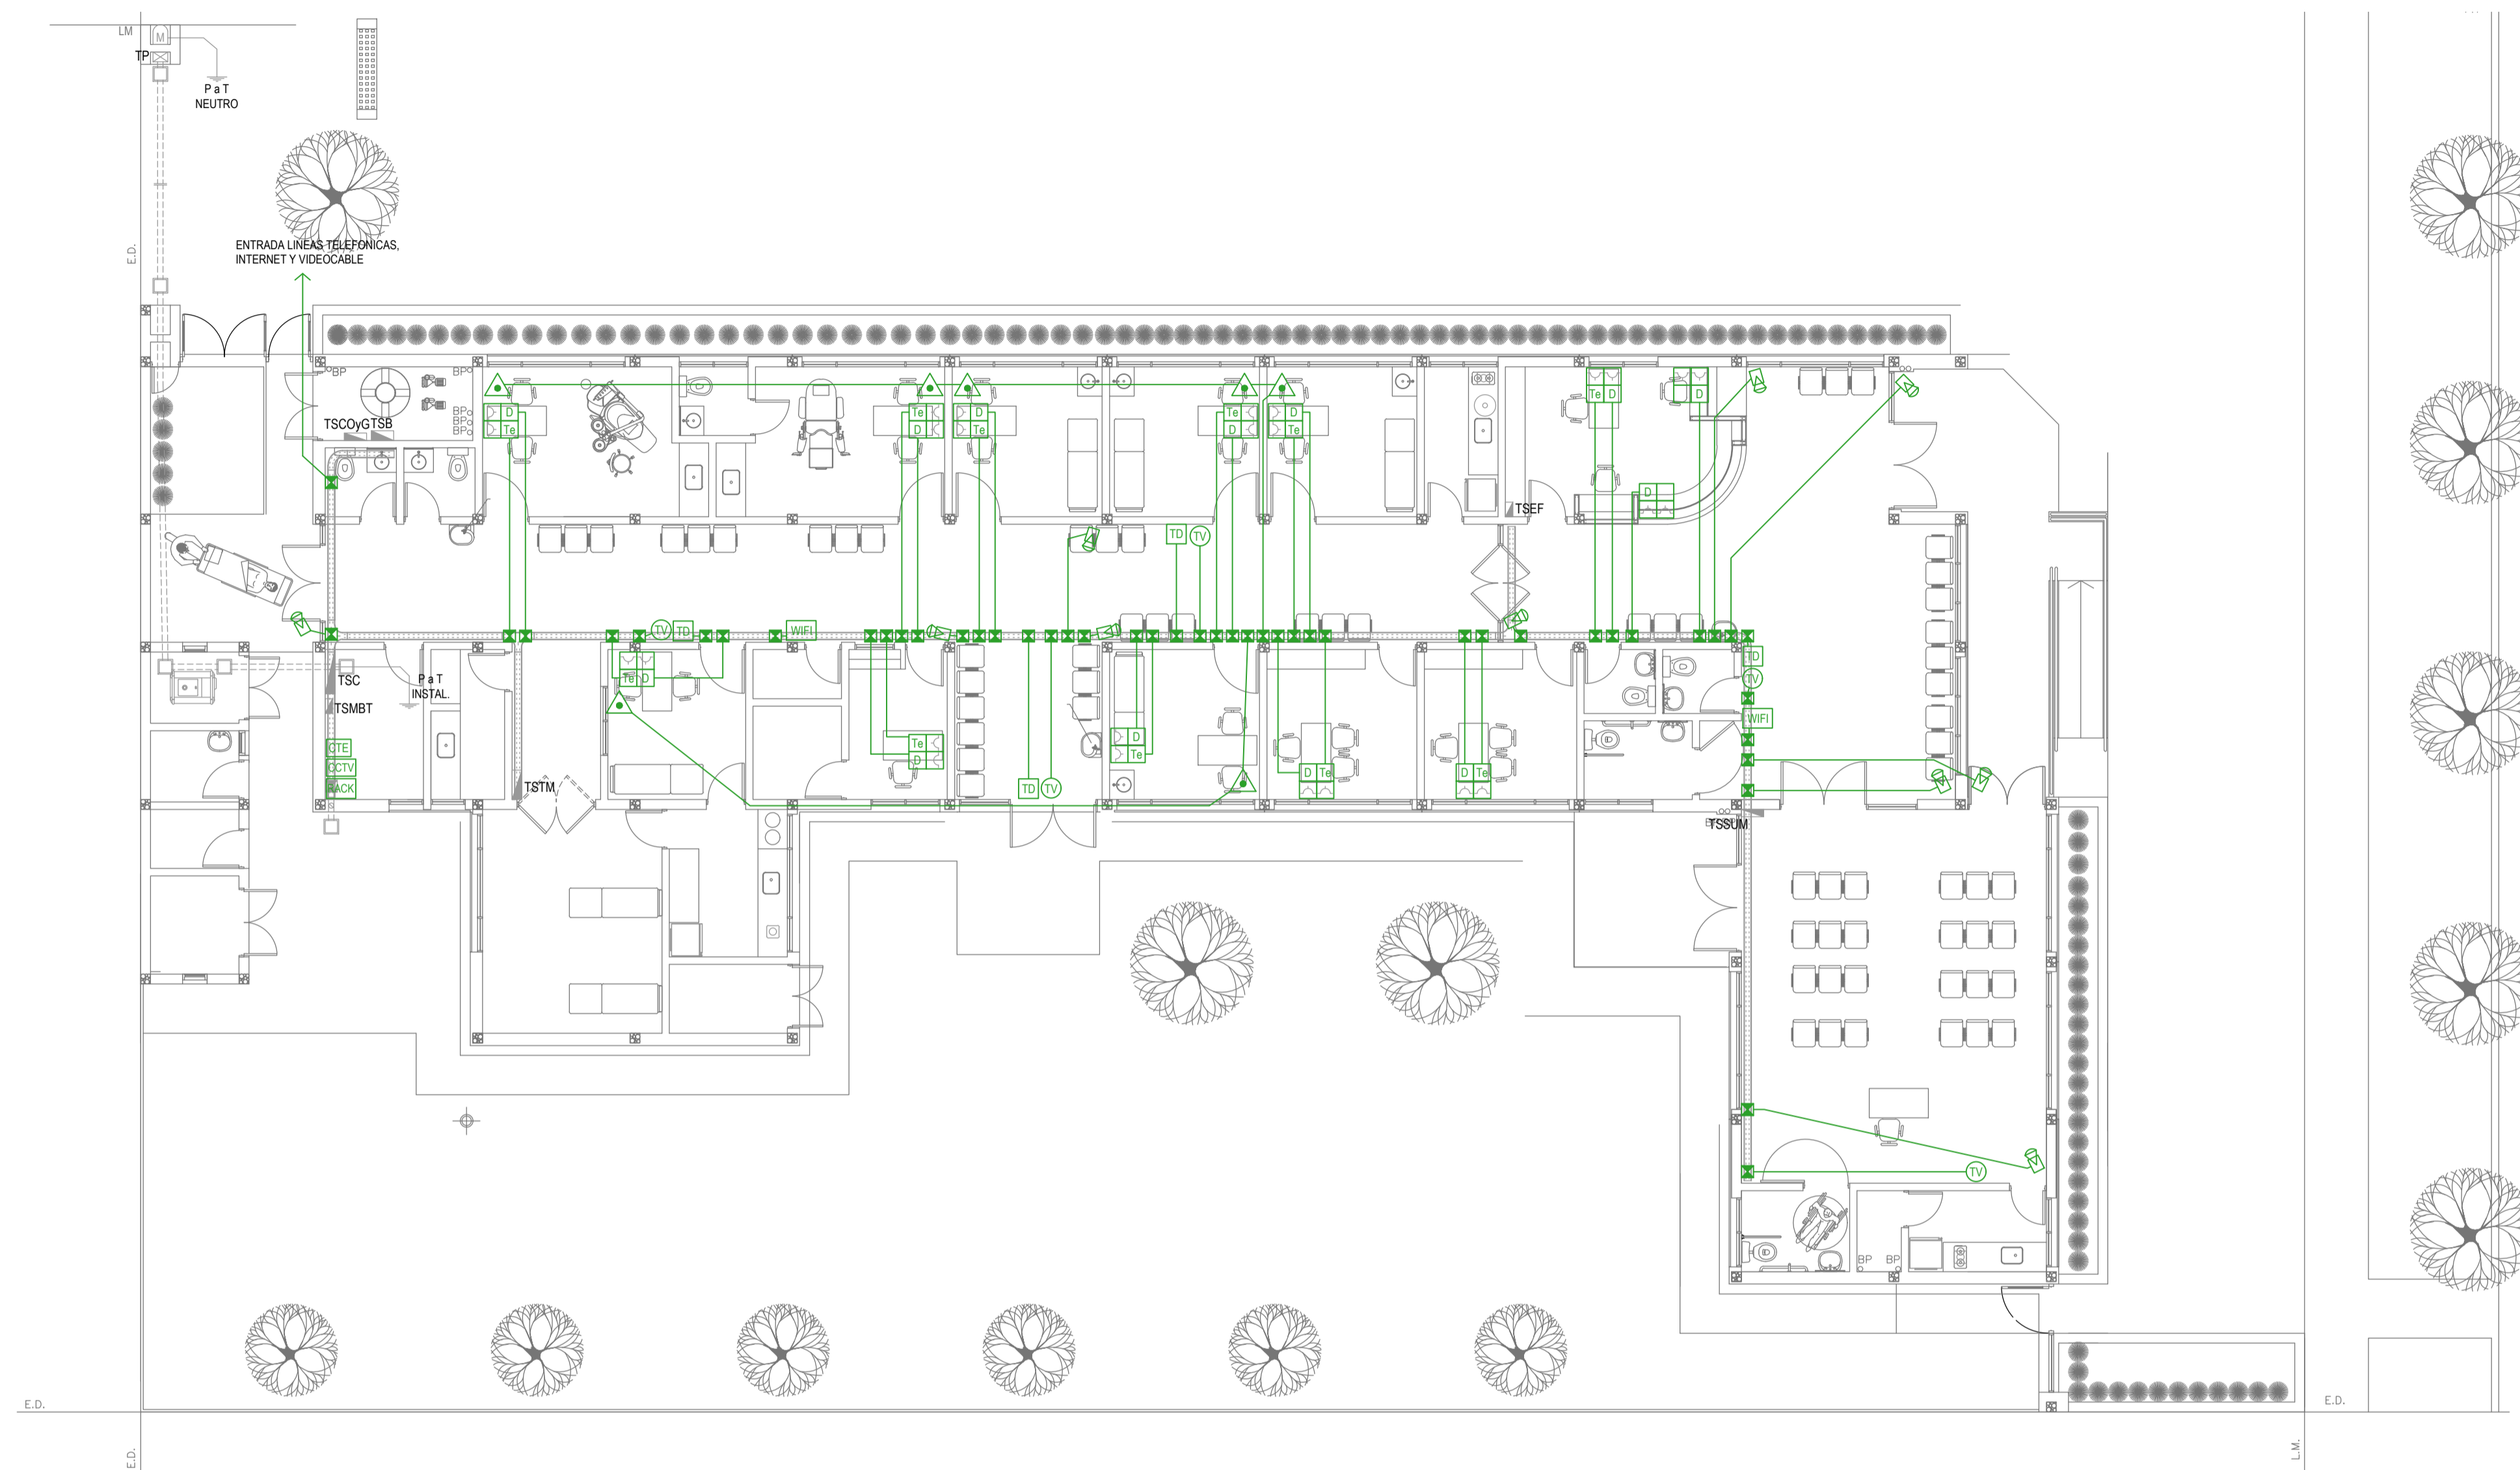 LM
M
TP
P a T
NEUTRO
E.D.
ENTRADA LINEAS TELEFONICAS,
INTERNET Y VIDEOCABLE
BP
BP
BP
BP
BP
TSCOyG
TSB
D
Te
Te
D
D
Te
Te
D
D
Te
Te
D
D
D
TSEF
TD
TV
TV
TD
WIFI
Te
D
TSC
TSMBT
P a T
INSTAL.
CTE
CCTV
RACK
TSTM
Te
D
TD
TV
D
Te
D
Te
D
Te
TD
TV
WIFI
TSSUM
TV
BP
BP
E.D.
E.D.
E.D.
L.M.